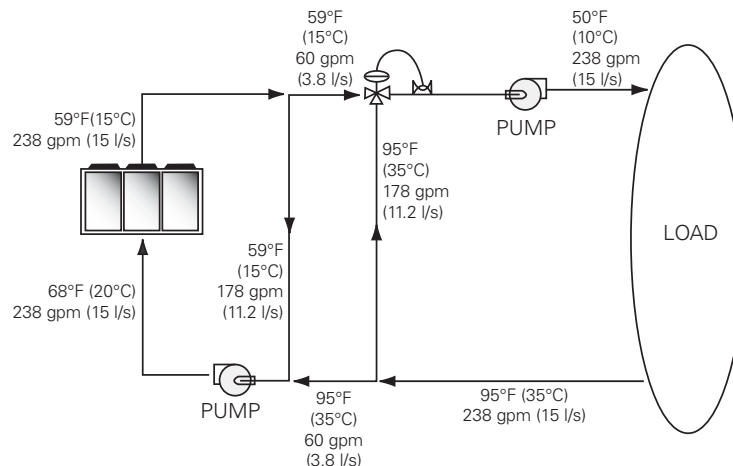 59°F
(15°C)
60 gpm
(3.8 l/s)
50°F
(10°C)
238 gpm
(15 l/s)
PUMP
59°F(15°C)
238 gpm (15 l/s)
95°F
(35°C)
178 gpm
(11.2 l/s)
LOAD
59°F
(15°C)
178 gpm
(11.2 l/s)
68°F (20°C)
238 gpm (15 l/s)
PUMP
95°F
(35°C)
60 gpm
(3.8 l/s)
95°F (35°C)
238 gpm (15 l/s)